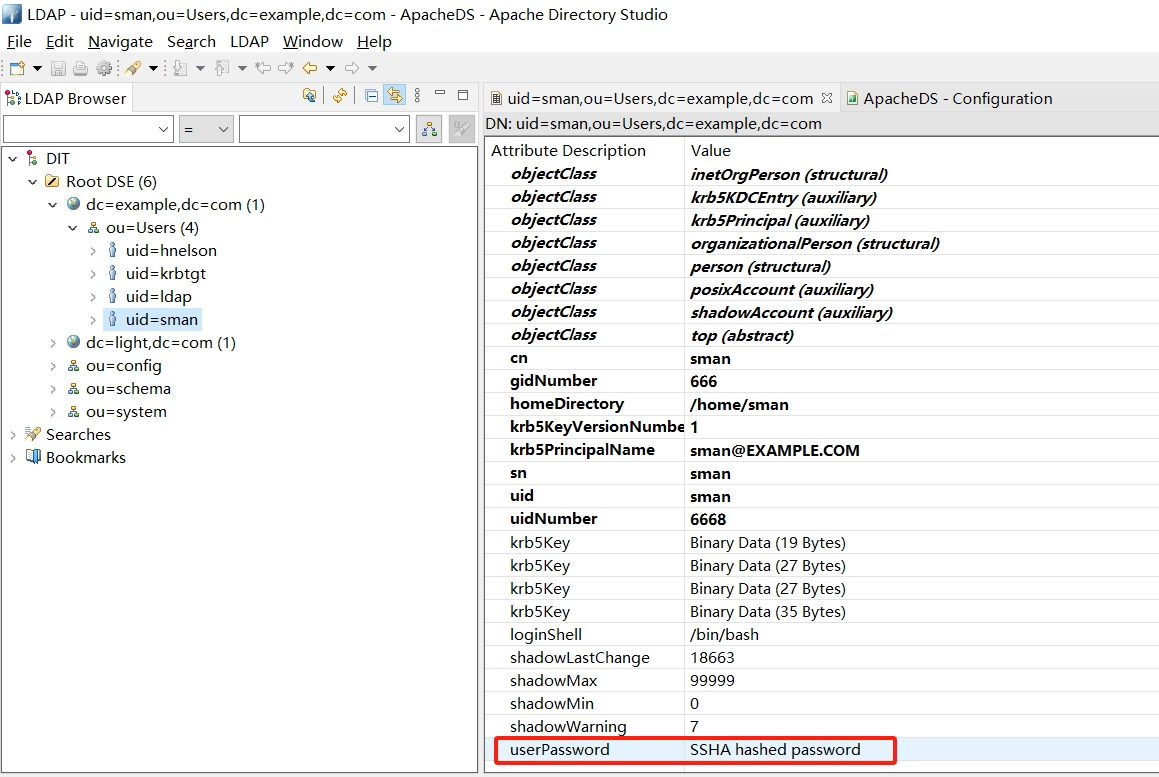 LDAP - uid=sman,ou=Users,dc=example,dc=com - ApacheDS - Apache Directory Studio
File Edit Navigate Search LDAP Window Help
LDAP Browser
=
DIT
Root DSE (6)
dc=example,dc=com (1)
ou=Users (4)
uid=hnelson
uid=krbtgt
uid=ldap
uid=sman
dc=light,dc=com (1)
ou=config
ou=schema
ou=system
Searches
Bookmarks
uid=sman,ou=Users,dc=example,dc=com ApacheDS - Configuration
DN: uid=sman,ou=Users,dc=example,dc=com
Attribute Description Value
objectClass inetOrgPerson (structural)
objectClass krb5KDCEntry (auxiliary)
objectClass krb5Principal (auxiliary)
objectClass organizationalPerson (structural)
objectClass person (structural)
objectClass posixAccount (auxiliary)
objectClass shadowAccount (auxiliary)
objectClass top (abstract)
cn sman
gidNumber 666
homeDirectory /home/sman
krb5KeyVersionNumbe 1
krb5PrincipalName sman@EXAMPLE.COM
sn sman
uid sman
uidNumber 6668
krb5Key Binary Data (19 Bytes)
krb5Key Binary Data (27 Bytes)
krb5Key Binary Data (27 Bytes)
krb5Key Binary Data (35 Bytes)
loginShell /bin/bash
shadowLastChange 18663
shadowMax 99999
shadowMin 0
shadowWarning 7
userPassword SSHA hashed password